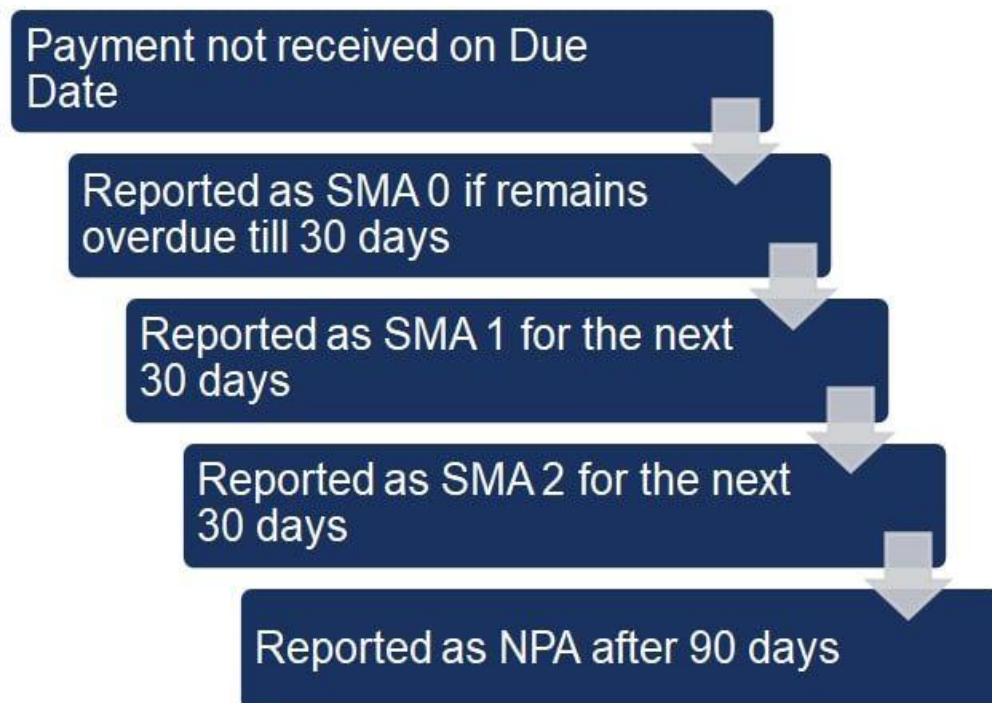 Payment not received on Due
Date
Reported as SMA 0 if remains
overdue till 30 days
Reported as SMA 1 for the next
30 days
Reported as SMA 2 for the next
30 days
Reported as NPA after 90 days